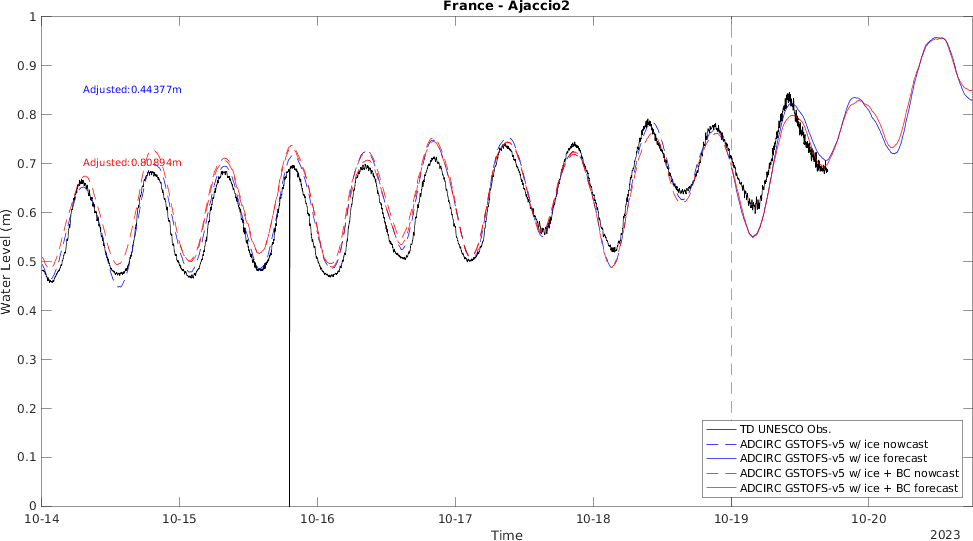 France - Ajaccio2
1
0.9
0.8
0.7
0.6
0.5
0.4
0.3
0.2
0.1
0
Water Level (m)
Adjusted:0.44377m
Adjusted:0.80894m
TD UNESCO Obs.
ADCIRC GSTOFS-v5 w/ ice nowcast
ADCIRC GSTOFS-v5 w/ ice forecast
ADCIRC GSTOFS-v5 w/ ice + BC nowcast
ADCIRC GSTOFS-v5 w/ ice + BC forecast
10-14 10-15 10-16 10-17 10-18 10-19 10-20
Time
2023